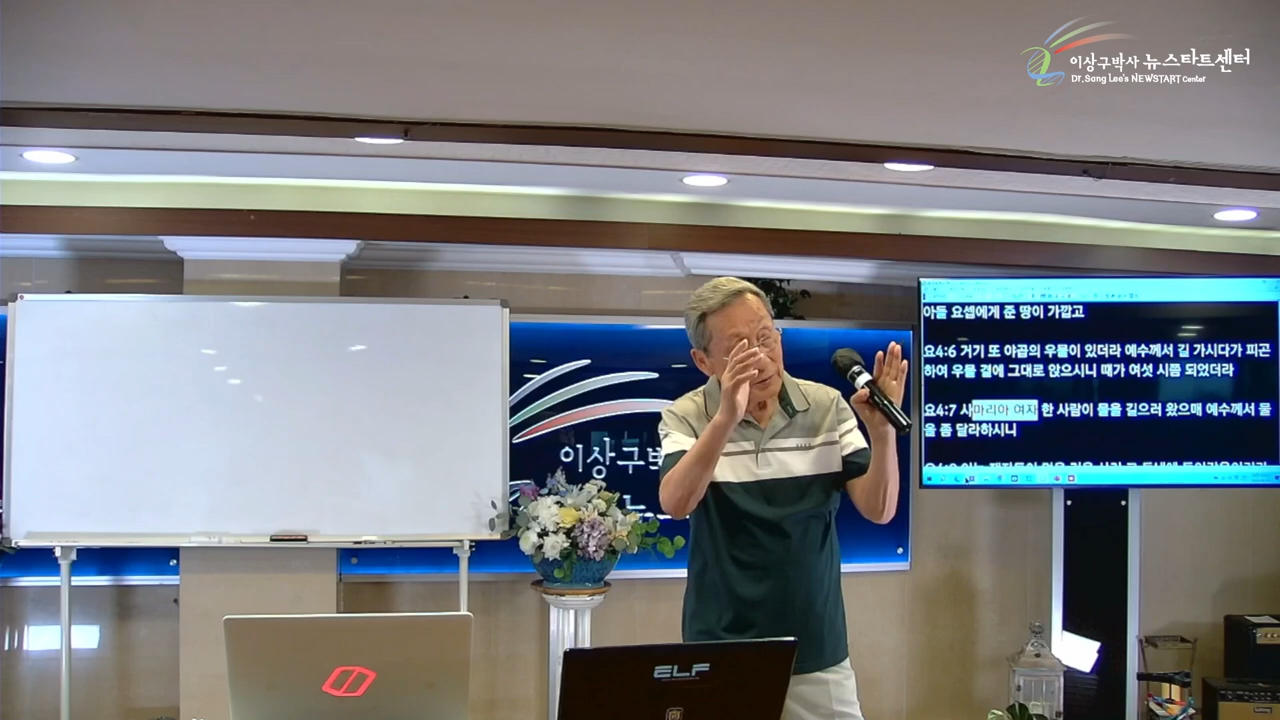 이상구박사 뉴스타트센터
Dr.Sang Lee's NEWSTART Center
아들 요셉에게 준 땅이 가깝고
요4:6 거기 또 야곱의 우물이 있더라 예수께서 길 가시다가 피곤
하여 우물 곁에 그대로 앉으시니 때가 여섯 시쯤 되었더라
요4:7 사마리아 여자 한 사람이 물을 길으러 왔으매 예수께서 물
을 좀 달라하시니
이상구박
ELF